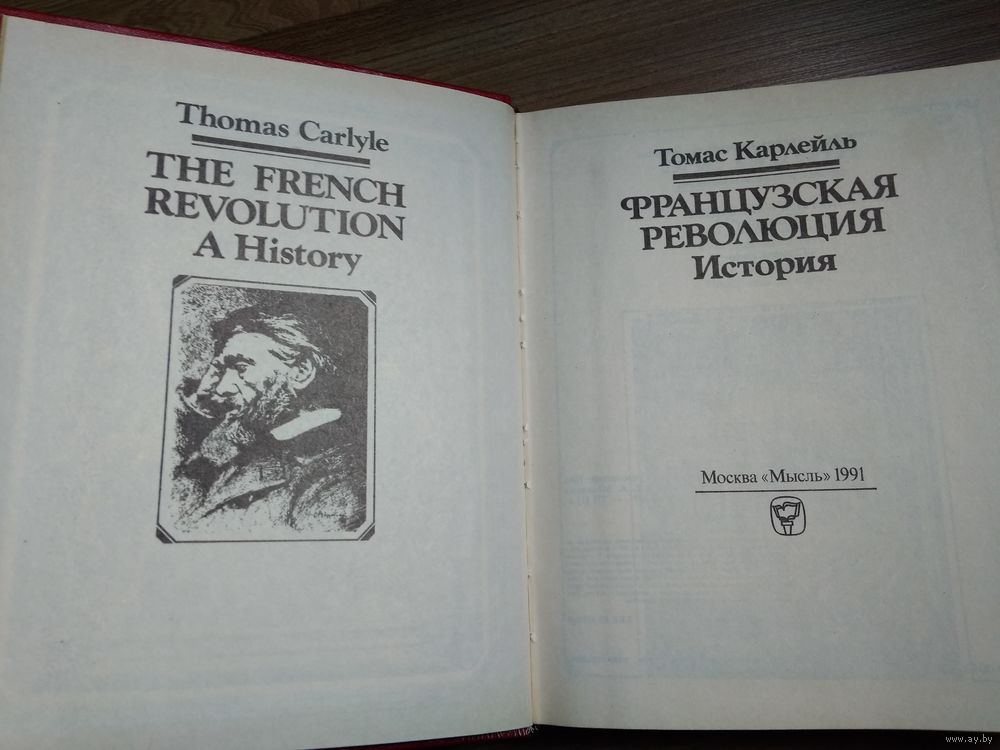 Thomas Carlyle
THE FRENCH
REVOLUTION
A History
Томас Карлейль
ФРАНЦУЗСКАЯ
РЕВОЛЮЦИЯ
История
Москва «Мысль» 1991
www.ay.by